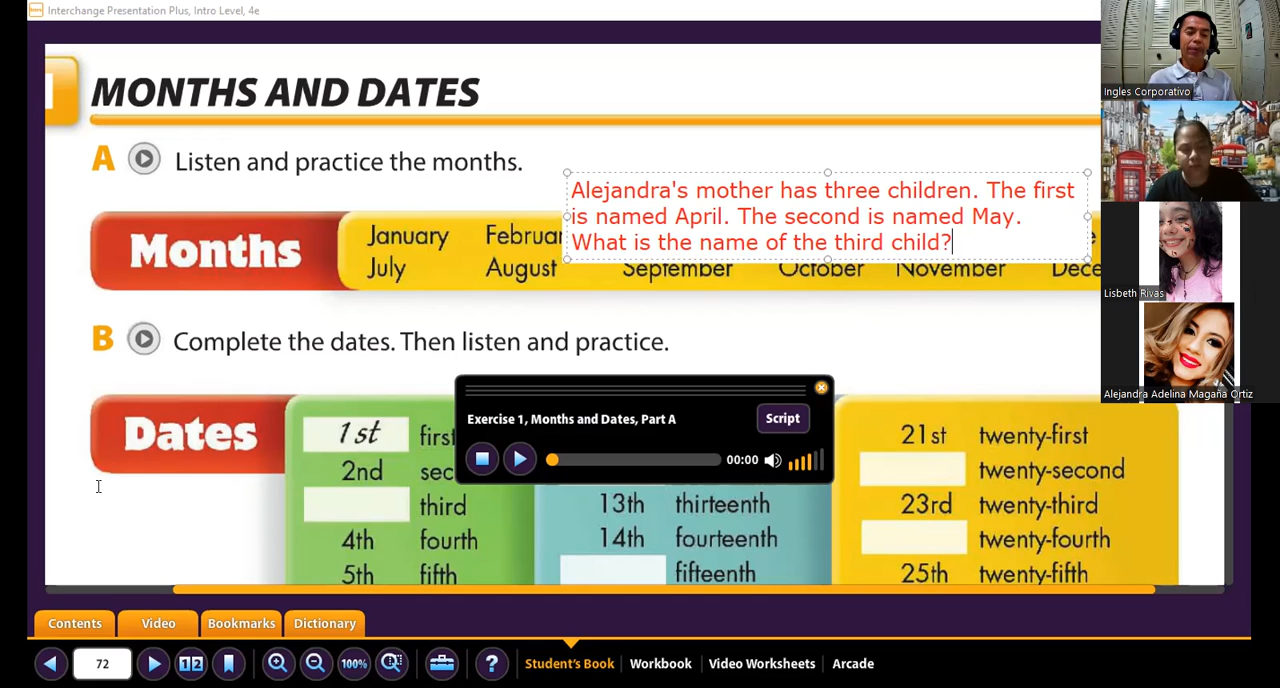 Interchange Presentation Plus, Intro Level, 4e
MONTHS AND DATES
A Listen and practice the months.
Alejandra's mother has three children. The first
is named April. The second is named May.
What is the name of the third child?
Months
January
July August September October November
B Complete the dates. Then listen and practice.
Dates
1st
2nd
third
4th fourth
5th fifth
Exercise 1, Months and Dates, Part A
Script
00:00
13th thirteenth
14th fourteenth
fifteenth
21st twenty-first
twenty-second
23rd twenty-third
twenty-fourth
25th twenty-fifth
Ingles Corporativo
Lisbeth Rivas
Alejandra Adelina Magaña Ortiz
Contents Video Bookmarks Dictionary
72 12 100% ? Student's Book Workbook Video Worksheets Arcade